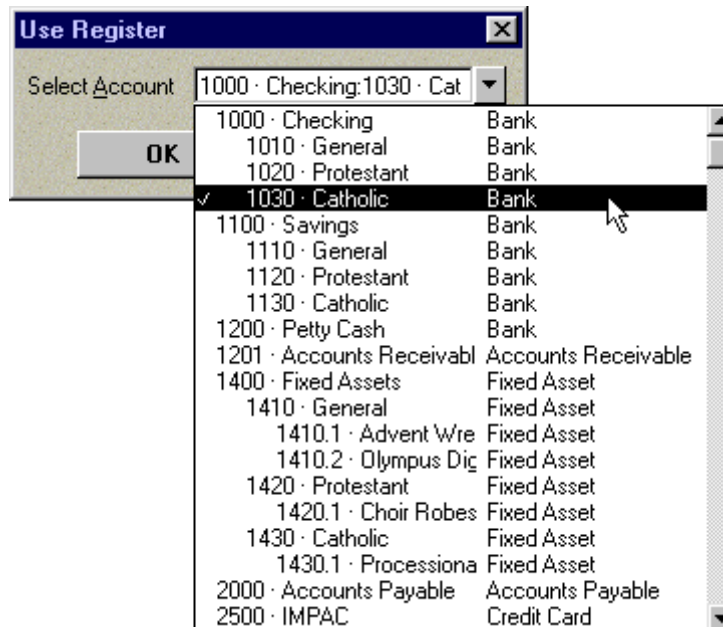 Use Register
Select Account 1000 · Checking:1030 · Cat
OK
1000 · Checking Bank
1010 · General Bank
1020 · Protestant Bank
✓ 1030 · Catholic Bank
1100 · Savings Bank
1110 · General Bank
1120 · Protestant Bank
1130 · Catholic Bank
1200 · Petty Cash Bank
1201 · Accounts Receivabl Accounts Receivable
1400 · Fixed Assets Fixed Asset
1410 · General Fixed Asset
1410.1 · Advent Wre Fixed Asset
1410.2 · Olympus Dig Fixed Asset
1420 · Protestant Fixed Asset
1420.1 · Choir Robes Fixed Asset
1430 · Catholic Fixed Asset
1430.1 · Processiona Fixed Asset
2000 · Accounts Payable Accounts Payable
2500 · IMPAC Credit Card